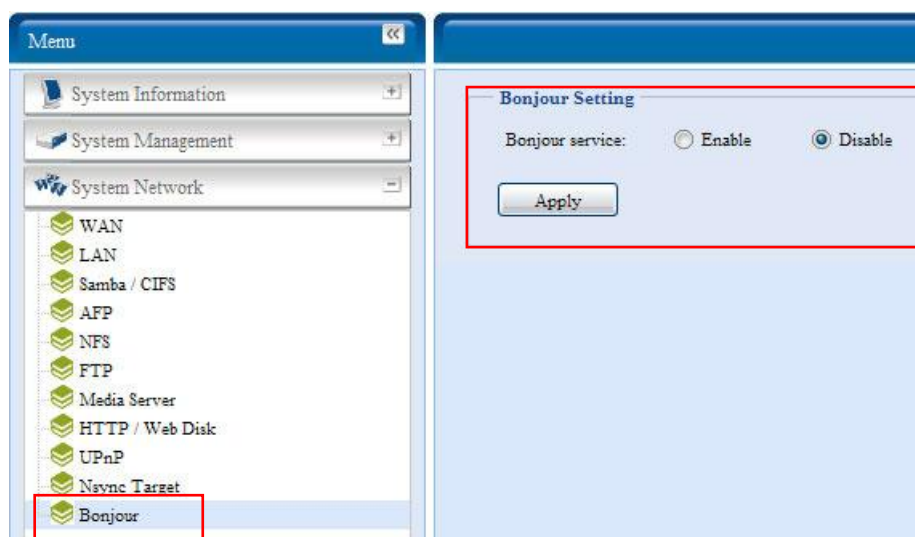 Menu
System Information
System Management
System Network
WAN
LAN
Samba / CIFS
AFP
NFS
FTP
Media Server
HTTP / Web Disk
UPnP
Nsync Target
Bonjour
Bonjour Setting
Bonjour service: Enable Disable
Apply